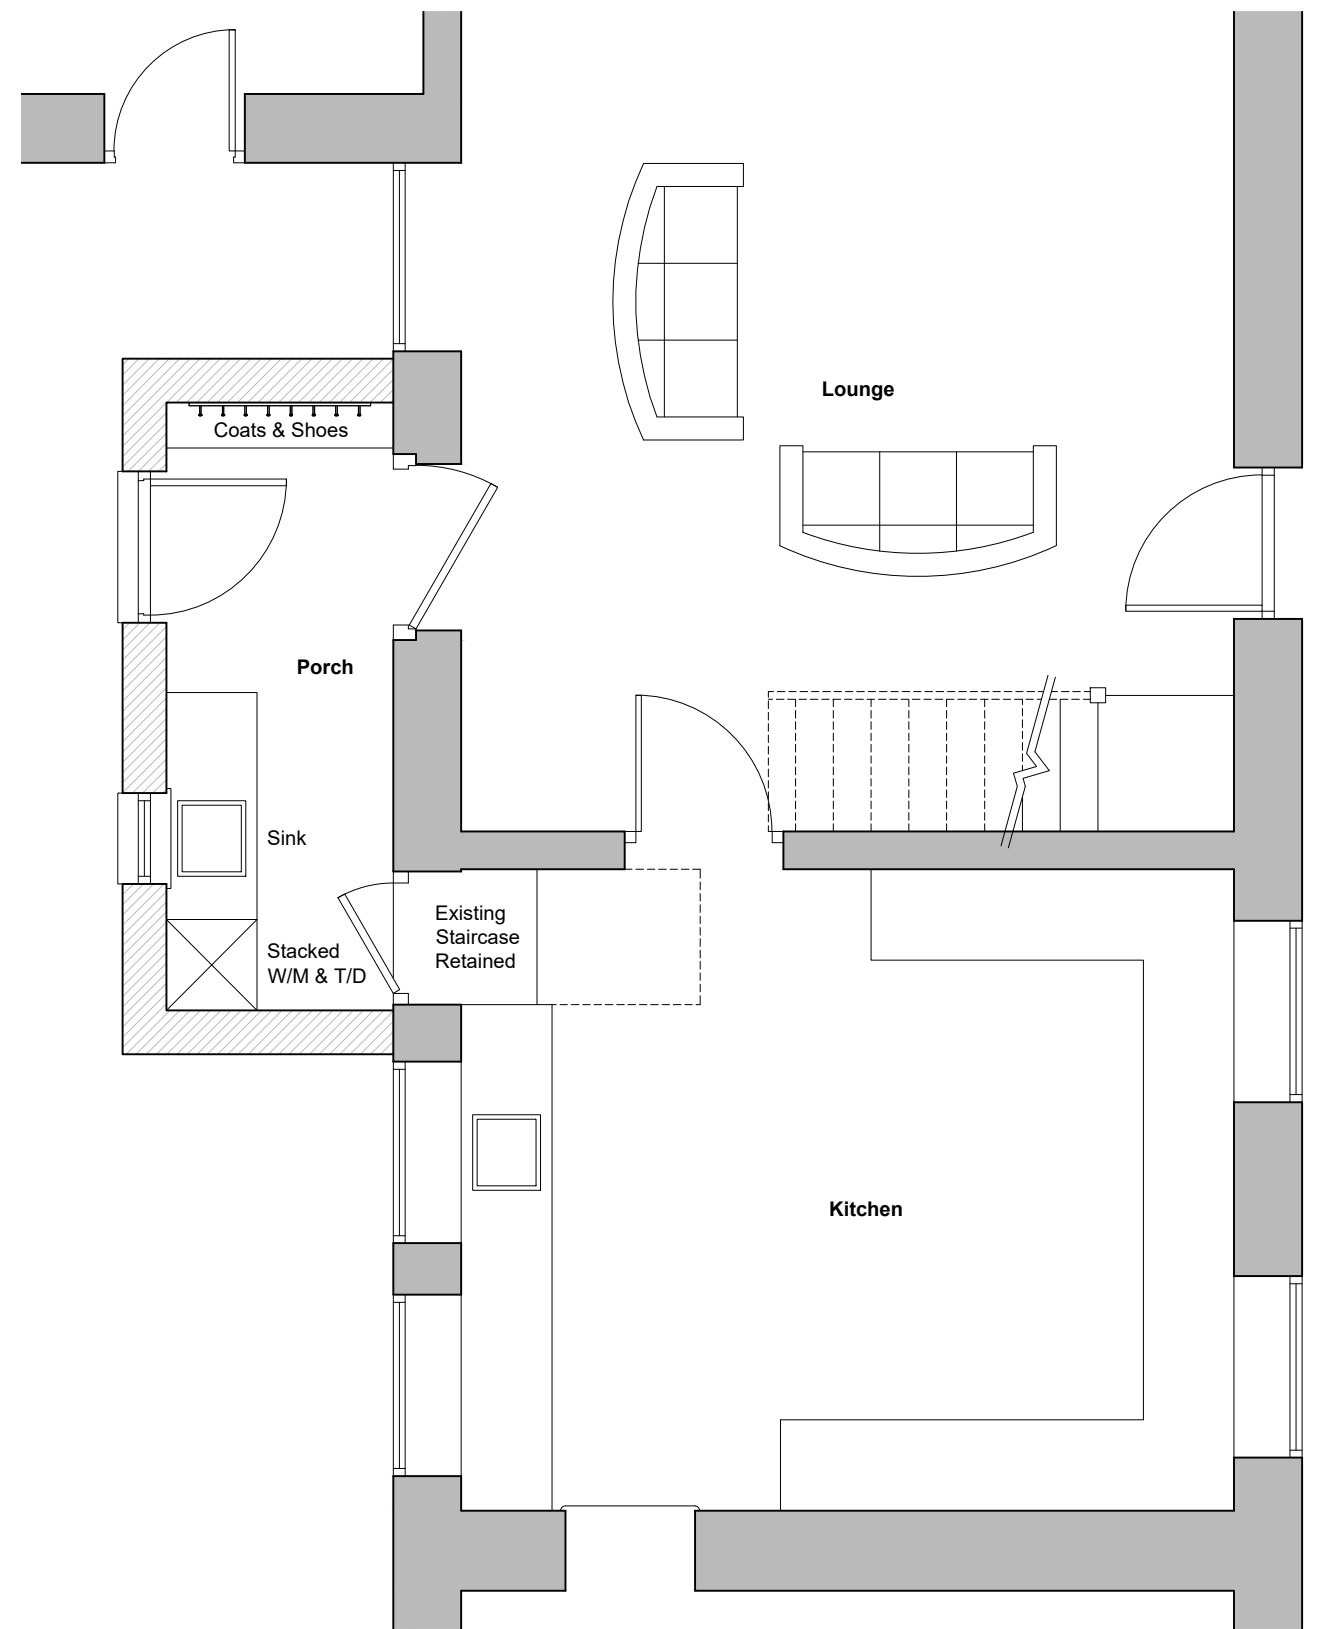 Lounge
Coats & Shoes
Porch
Sink
Existing
Staircase
Retained
Stacked
W/M & T/D
Kitchen